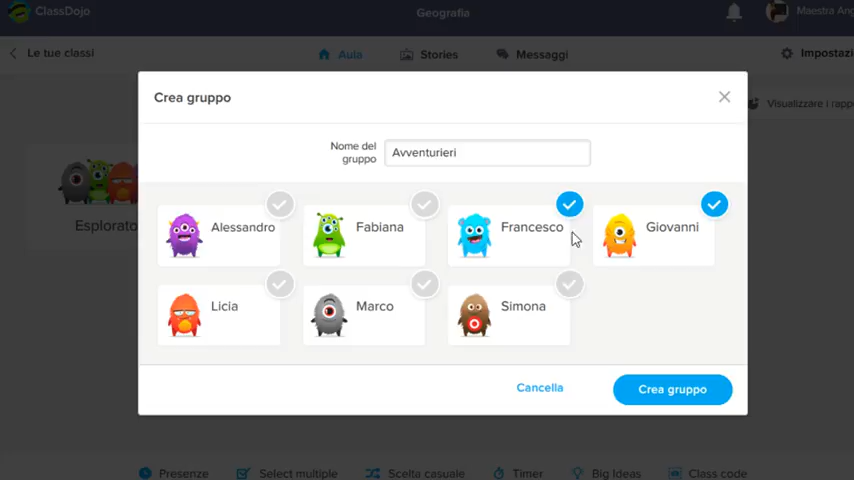 ClassDojo
Geografia
Maestra Ang
Le tue classi
Aula
Stories
Messaggi
Impostazi
Crea gruppo
Visualizzare i rapp
Nome del
gruppo
Avventurieri
Esplorato
Alessandro
Fabiana
Francesco
Giovanni
Licia
Marco
Simona
Cancella
Crea gruppo
Presenze
Select multiple
Scelta casuale
Timer
Big Ideas
Class code